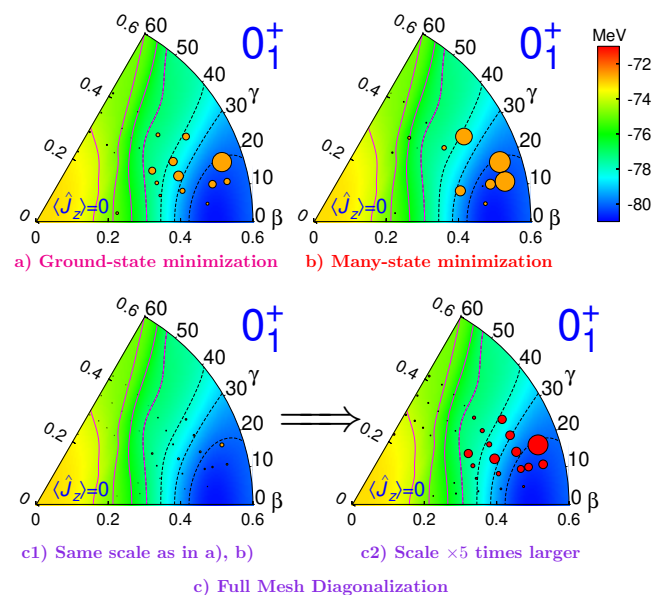 MeV
0₁⁺
0₁⁺
60
50
40
30
20
10
0
γ
β
0.6
0.4
0.2
0
0 0.2 0.4 0.6
⟨Ĵz⟩=0
60
50
40
30
20
10
0
γ
β
0.6
0.4
0.2
0
0 0.2 0.4 0.6
⟨Ĵz⟩=0
-72
-74
-76
-78
-80
a) Ground-state minimization
b) Many-state minimization
0₁⁺
0₁⁺
60
50
40
30
20
10
0
γ
β
0.6
0.4
0.2
0
0 0.2 0.4 0.6
⟨Ĵz⟩=0
⟹
60
50
40
30
20
10
0
γ
β
0.6
0.4
0.2
0
0 0.2 0.4 0.6
⟨Ĵz⟩=0
c1) Same scale as in a), b)
c2) Scale ×5 times larger
c) Full Mesh Diagonalization